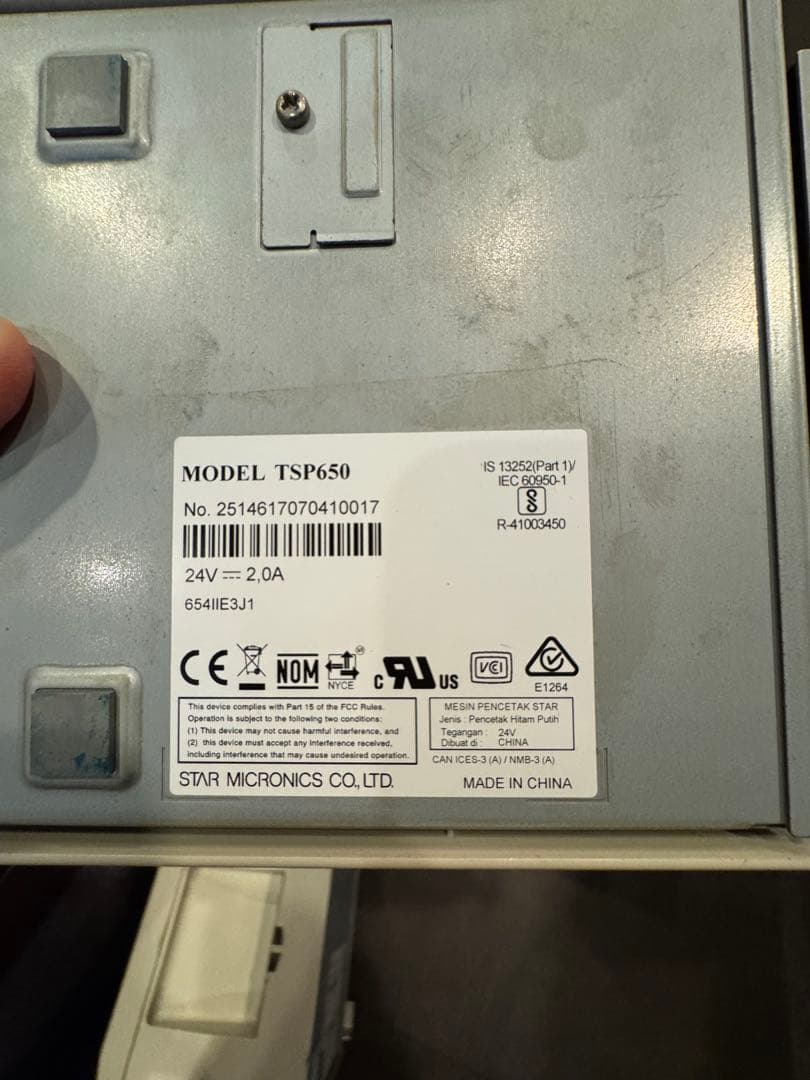 MODEL TSP650
No. 2514617070410017
24V ⎓ 2,0A
654IIE3J1
IS 13252(Part 1)/
IEC 60950-1
R-41003450
CE
NOM
NYCE
c RU US
VCI
E1264
This device complies with Part 15 of the FCC Rules.
Operation is subject to the following two conditions:
(1) This device may not cause harmful interference, and
(2) this device must accept any interference received,
including interference that may cause undesired operation.
MESIN PENCETAK STAR
Jenis : Pencetak Hitam Putih
Tegangan : 24V
Dibuat di : CHINA
CAN ICES-3 (A) / NMB-3 (A)
STAR MICRONICS CO., LTD.
MADE IN CHINA